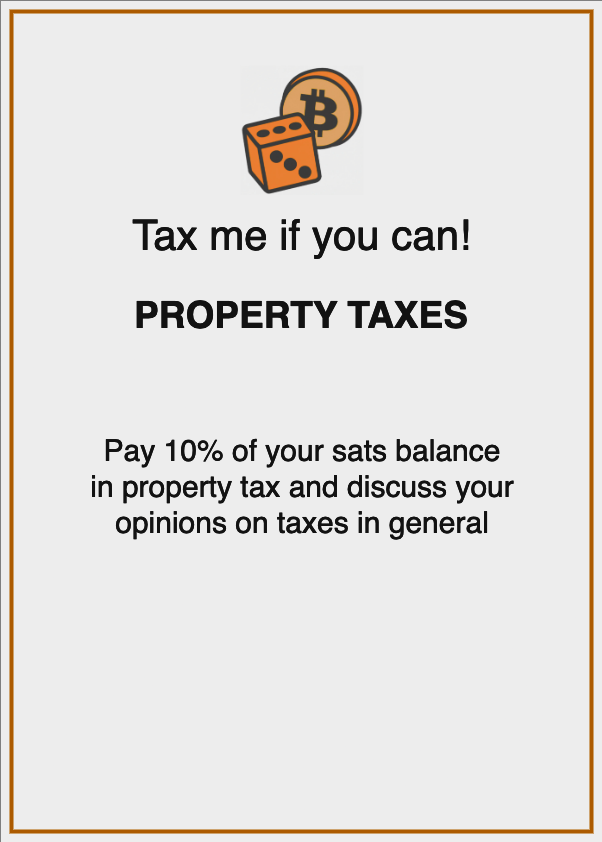 Tax me if you can!
PROPERTY TAXES
Pay 10% of your sats balance
in property tax and discuss your
opinions on taxes in general